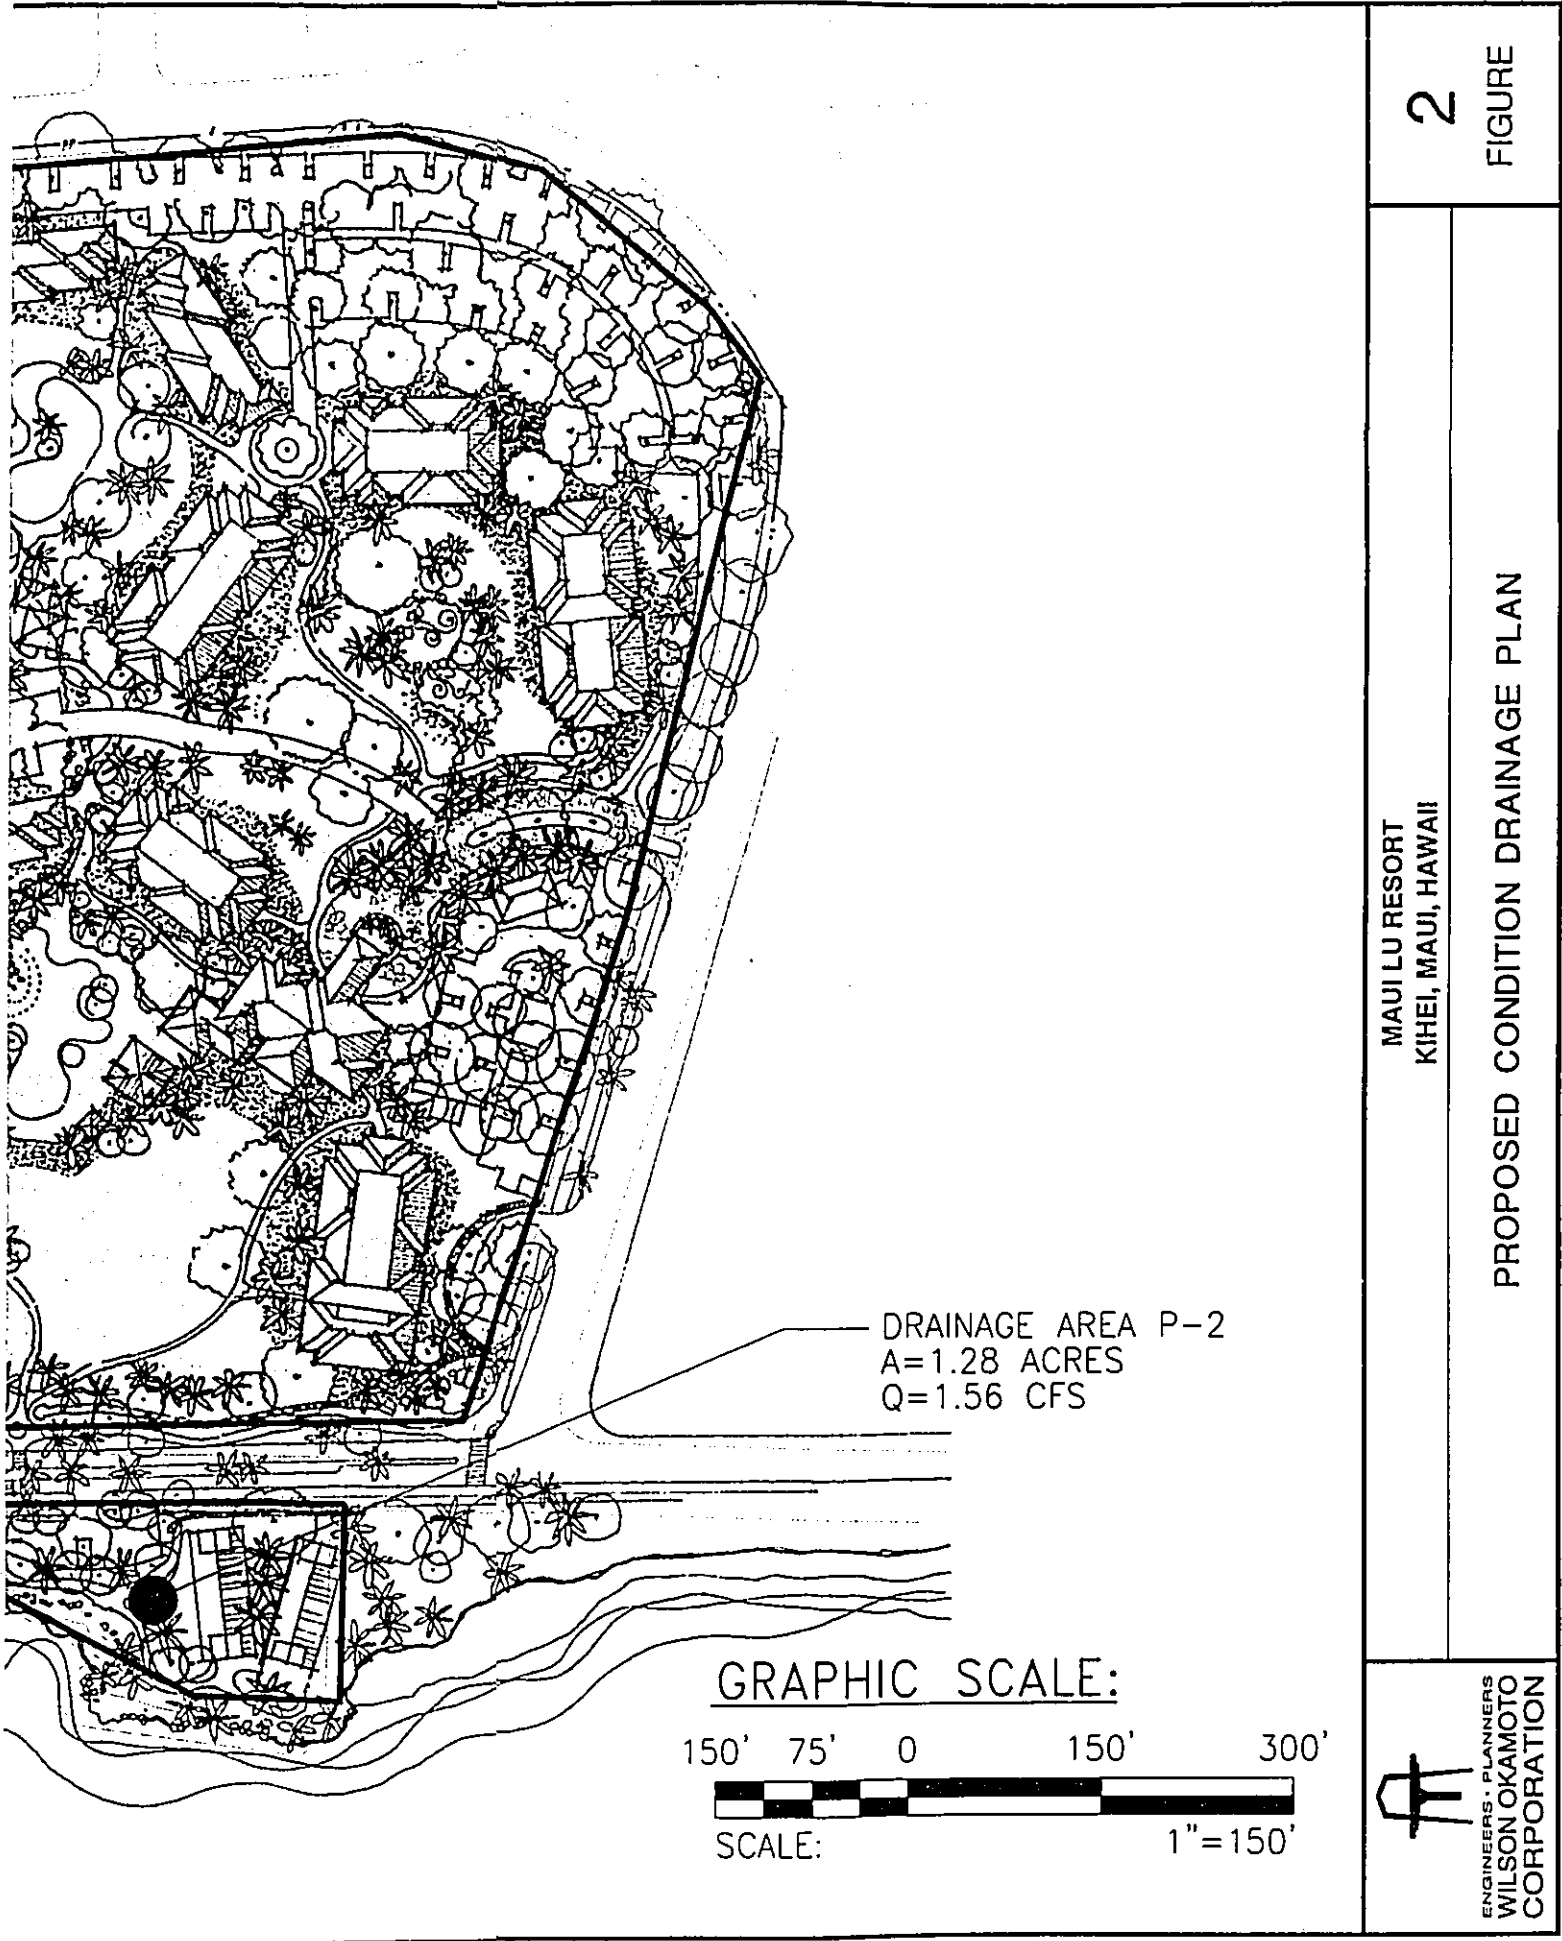 DRAINAGE AREA P-2
A=1.28 ACRES
Q=1.56 CFS
GRAPHIC SCALE:
150' 75' 0 150' 300'
SCALE: 1"=150'
2
FIGURE
MAUI LU RESORT
KIHEI, MAUI, HAWAII
PROPOSED CONDITION DRAINAGE PLAN
ENGINEERS · PLANNERS
WILSON OKAMOTO
CORPORATION